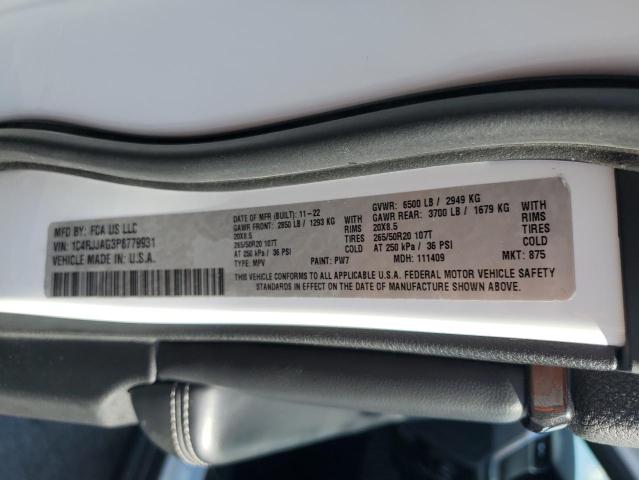 MFD BY: FCA US LLC
VIN: 1C4RJJAG3P8779931
VEHICLE MADE IN U.S.A.
DATE OF MFR (BUILT): 11-22
GAWR FRONT: 2850 LB / 1293 KG
20X8.5
TIRES
265/50R20 107T
COLD
AT 250 kPa / 36 PSI
TYPE: MPV
PAINT: PW7
GVWR: 6500 LB / 2949 KG
GAWR REAR: 3700 LB / 1679 KG
20X8.5
TIRES
265/50R20 107T
COLD
AT 250 kPa / 36 PSI
MDH: 111409
MKT: 875
THIS VEHICLE CONFORMS TO ALL APPLICABLE U.S.A. FEDERAL MOTOR VEHICLE SAFETY
STANDARDS IN EFFECT ON THE DATE OF MANUFACTURE SHOWN ABOVE.